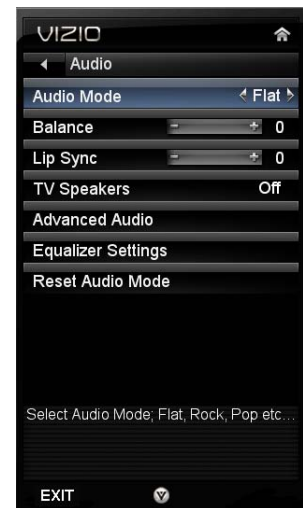 VIZIO
Audio
Audio Mode Flat
Balance - + 0
Lip Sync - + 0
TV Speakers Off
Advanced Audio
Equalizer Settings
Reset Audio Mode
Select Audio Mode; Flat, Rock, Pop etc...
EXIT V